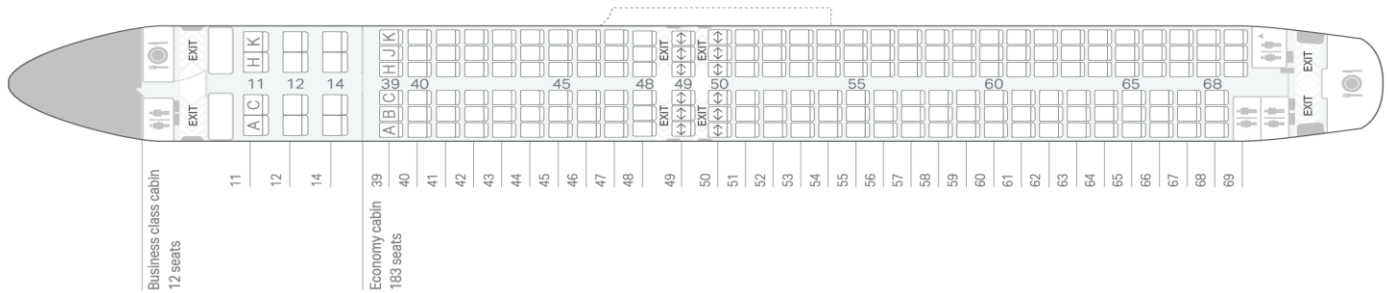 EXIT EXIT EXIT EXIT
K K
H J
H
11 12 14 39 40 45 48 49 50 55 60 65 68
C C
A B
A
EXIT EXIT EXIT EXIT
11 12 14 39 40 41 42 43 44 45 46 47 48 49 50 51 52 53 54 55 56 57 58 59 60 61 62 63 64 65 66 67 68 69
Business class cabin
12 seats
Economy cabin
183 seats